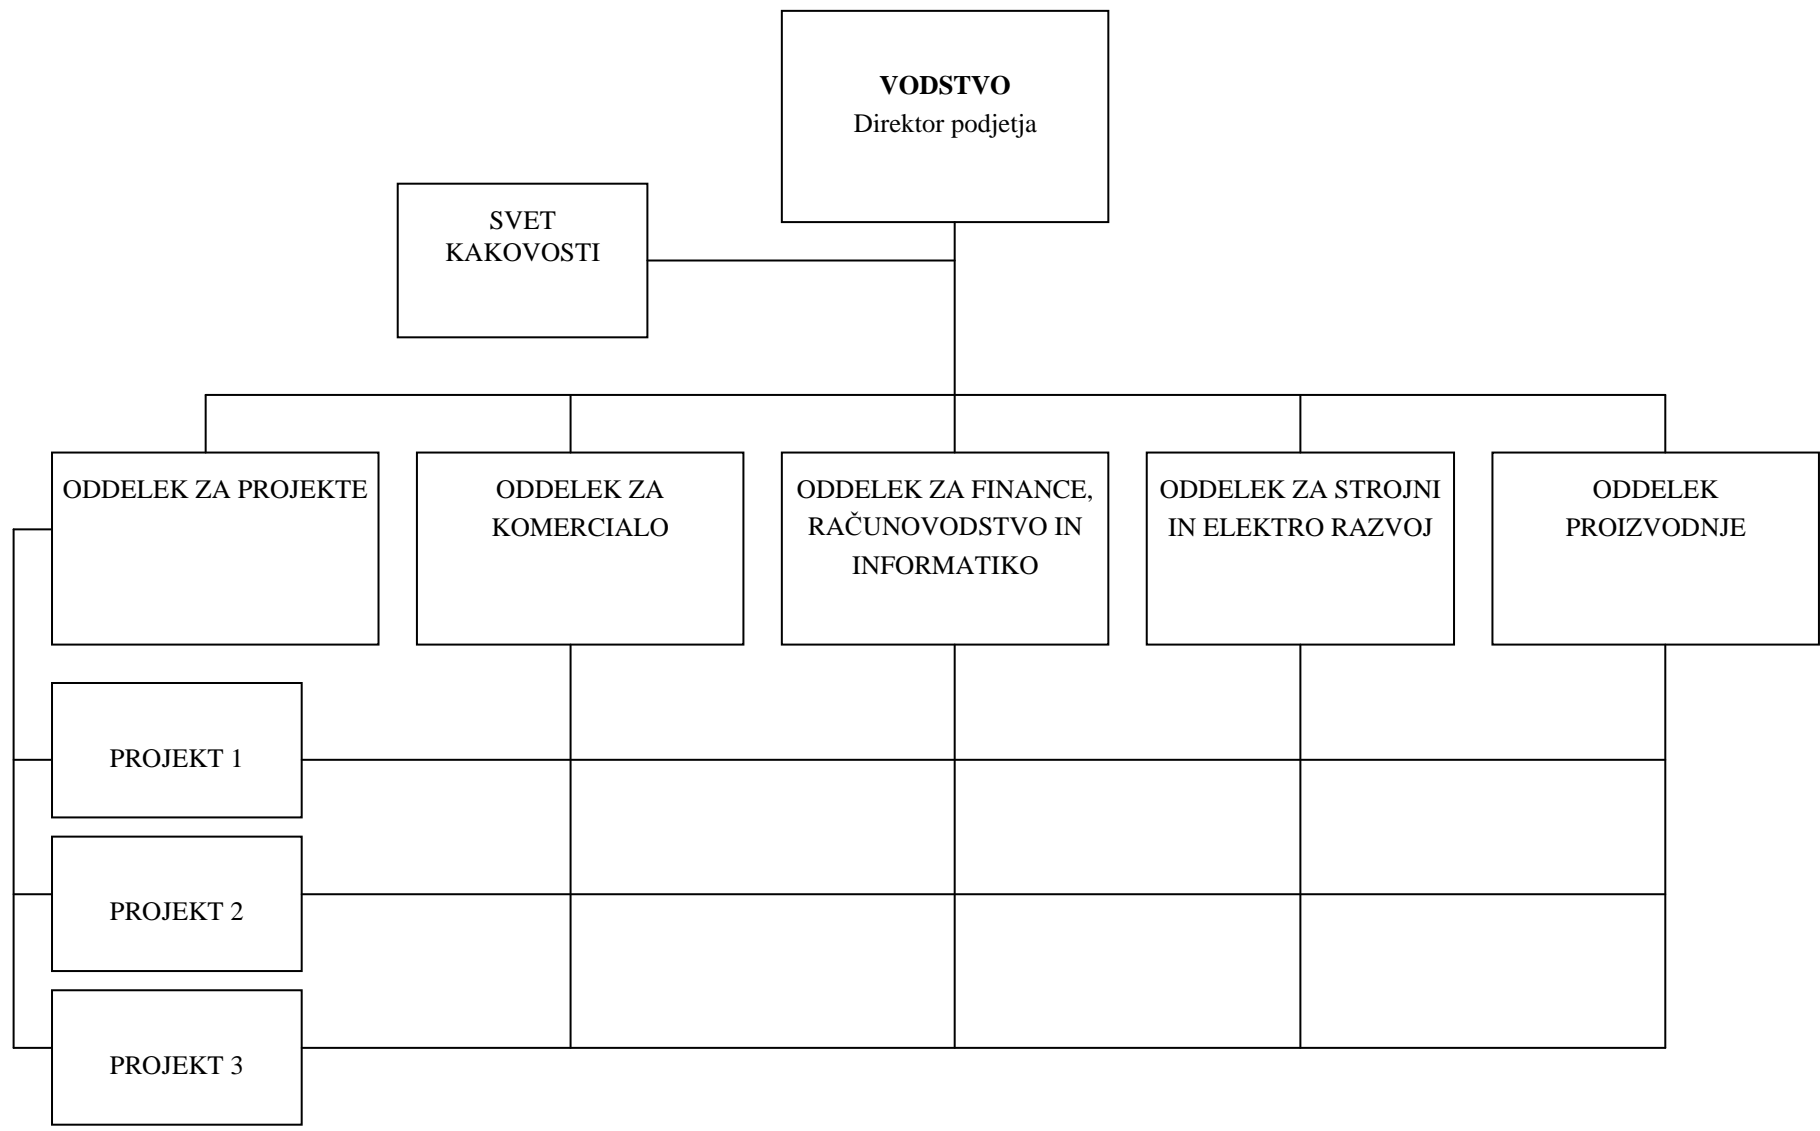 VODSTVO
Direktor podjetja
SVET
KAKOVOSTI
ODDELEK ZA PROJEKTE
ODDELEK ZA
KOMERCIALO
ODDELEK ZA FINANCE,
RAČUNOVODSTVO IN
INFORMATIKO
ODDELEK ZA STROJNI
IN ELEKTRO RAZVOJ
ODDELEK
PROIZVODNJE
PROJEKT 1
PROJEKT 2
PROJEKT 3